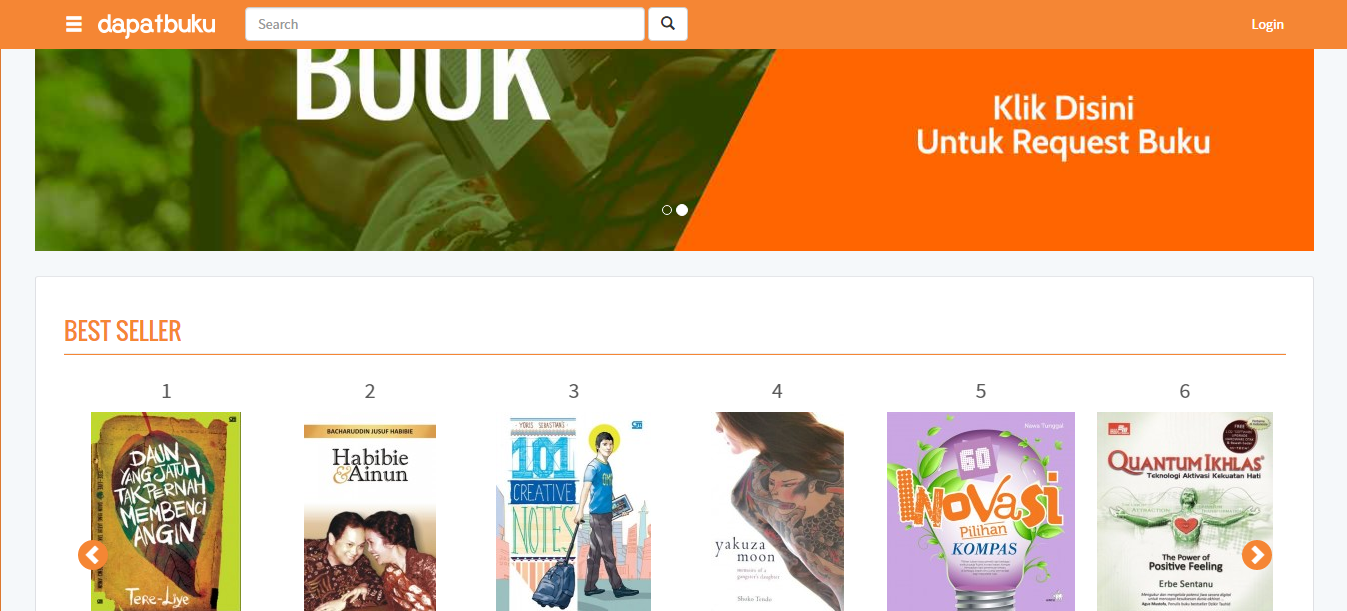 dapatbuku
Search
Login
BOOK
Klik Disini
Untuk Request Buku
BEST SELLER
1
2
3
4
5
6
DAUN
YANG JATUH
TAK PERNAH
MEMBENCI
ANGIN
TERE-LIYE
BACHARUDDIN JUSUF HABIBIE
Habibie
& Ainun
YORIS SEBASTIAN
101
CREATIVE
NOTES
yakuza
moon
memoirs of a
gangster's daughter
Shoko Tendo
Nawa Tunggal
60
INOVASI
Pilihan
KOMPAS
QUANTUM IKHLAS
Teknologi Aktivasi Kekuatan Hati
FREE
The Power of
Positive Feeling
Erbe Sentanu